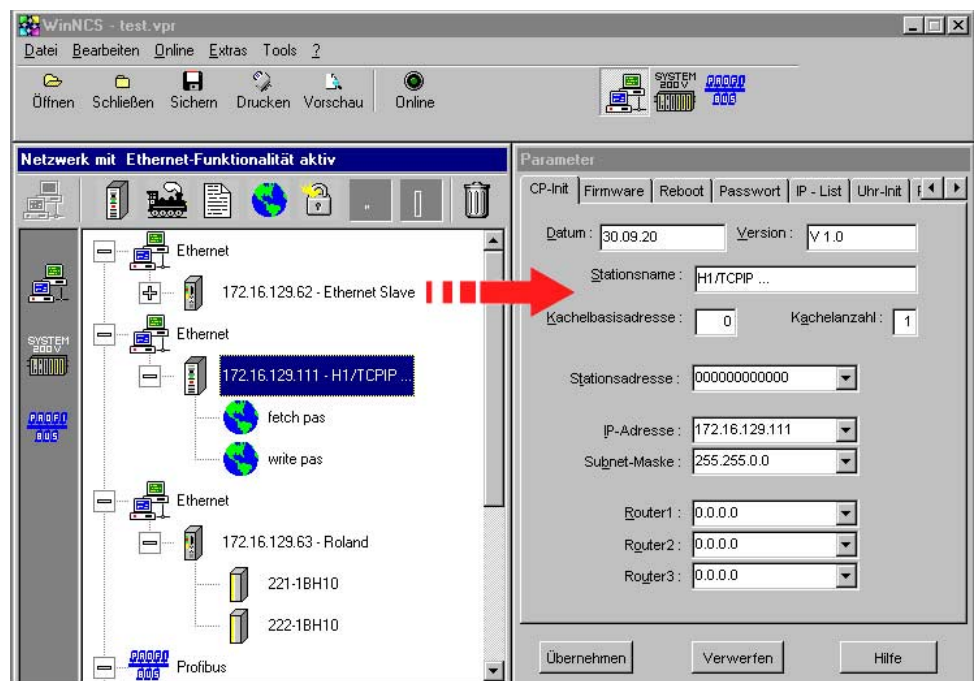 WinNCS - test.vpr
Datei Bearbeiten Online Extras Tools ?
Öffnen Schließen Sichern Drucken Vorschau Online
SYSTEM 200V PROFI BUS
Netzwerk mit Ethernet-Funktionalität aktiv
SYSTEM
200V
PROFI
BUS
Ethernet
172.16.129.62 - Ethernet Slave
Ethernet
172.16.129.111 - H1/TCPIP ...
fetch pas
write pas
Ethernet
172.16.129.63 - Roland
221-1BH10
222-1BH10
PROFI BUS Profibus
Parameter
CP-Init Firmware Reboot Passwort IP - List Uhr-Init
Datum : 30.09.20 Version : V 1.0
Stationsname : H1/TCPIP ...
Kachelbasisadresse : 0 Kachelanzahl : 1
Stationsadresse : 000000000000
IP-Adresse : 172.16.129.111
Subnet-Maske : 255.255.0.0
Router1 : 0.0.0.0
Router2 : 0.0.0.0
Router3 : 0.0.0.0
Übernehmen Verwerfen Hilfe